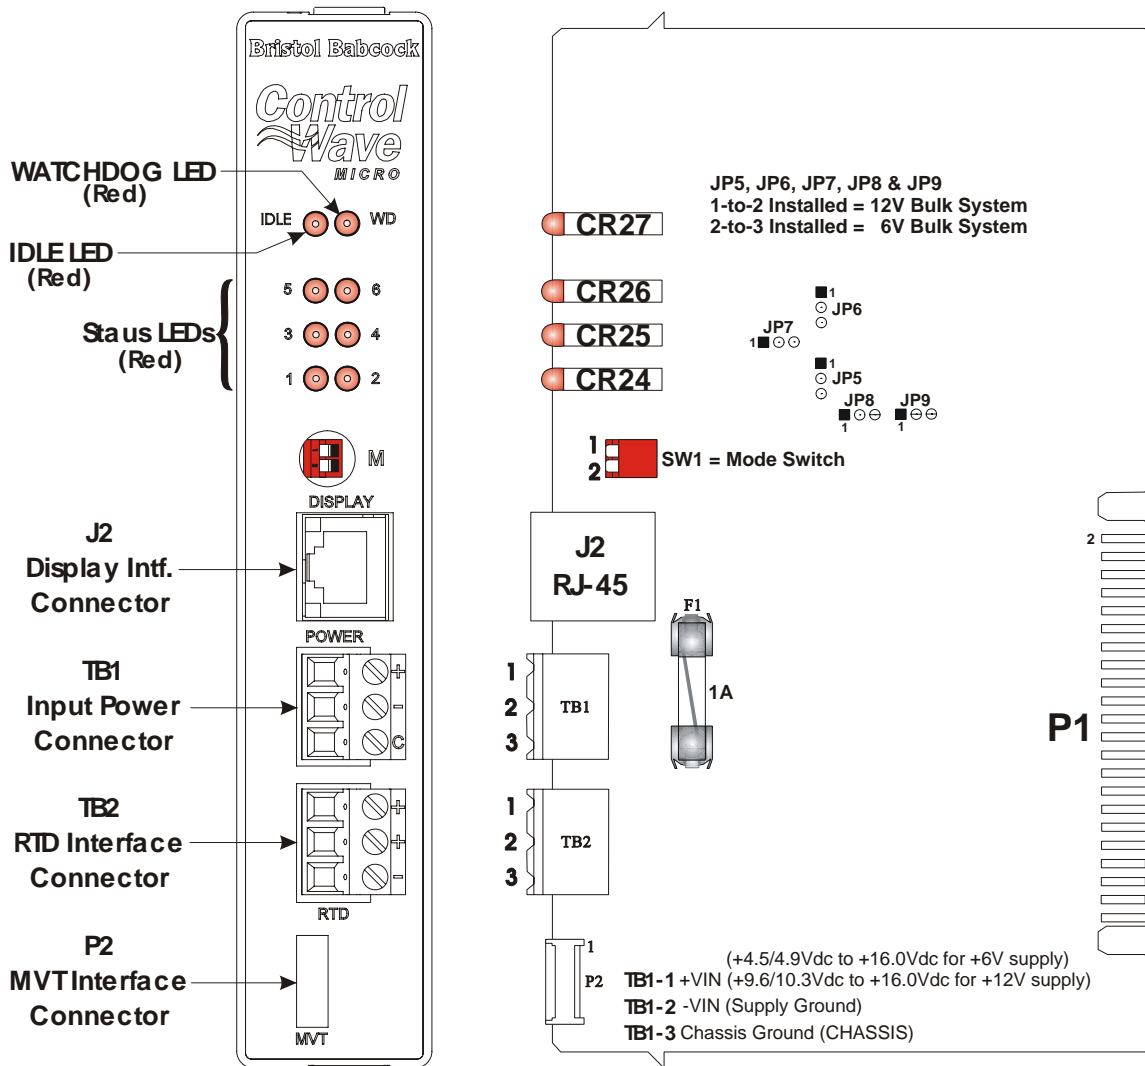 Bristol Babcock
Control
Wave
MICRO
WATCHDOG LED
(Red)
IDLE WD
IDLE LED
(Red)
5 6
Staus LEDs
(Red)
3 4
1 2
M
DISPLAY
J2
Display Intf.
Connector
POWER
TB1
Input Power
Connector
+
-
C
TB2
RTD Interface
Connector
+
+
-
RTD
P2
MVT Interface
Connector
MVT
JP5, JP6, JP7, JP8 & JP9
1-to-2 Installed = 12V Bulk System
2-to-3 Installed = 6V Bulk System
CR27
CR26
CR25
CR24
1
JP6
JP7
1
1
JP5
JP8 JP9
1 1
1
2
SW1 = Mode Switch
J2
RJ-45
2
F1
1A
1
2
3
TB1
P1
1
2
3
TB2
1
P2
(+4.5/4.9Vdc to +16.0Vdc for +6V supply)
TB1-1 +VIN (+9.6/10.3Vdc to +16.0Vdc for +12V supply)
TB1-2 -VIN (Supply Ground)
TB1-3 Chassis Ground (CHASSIS)